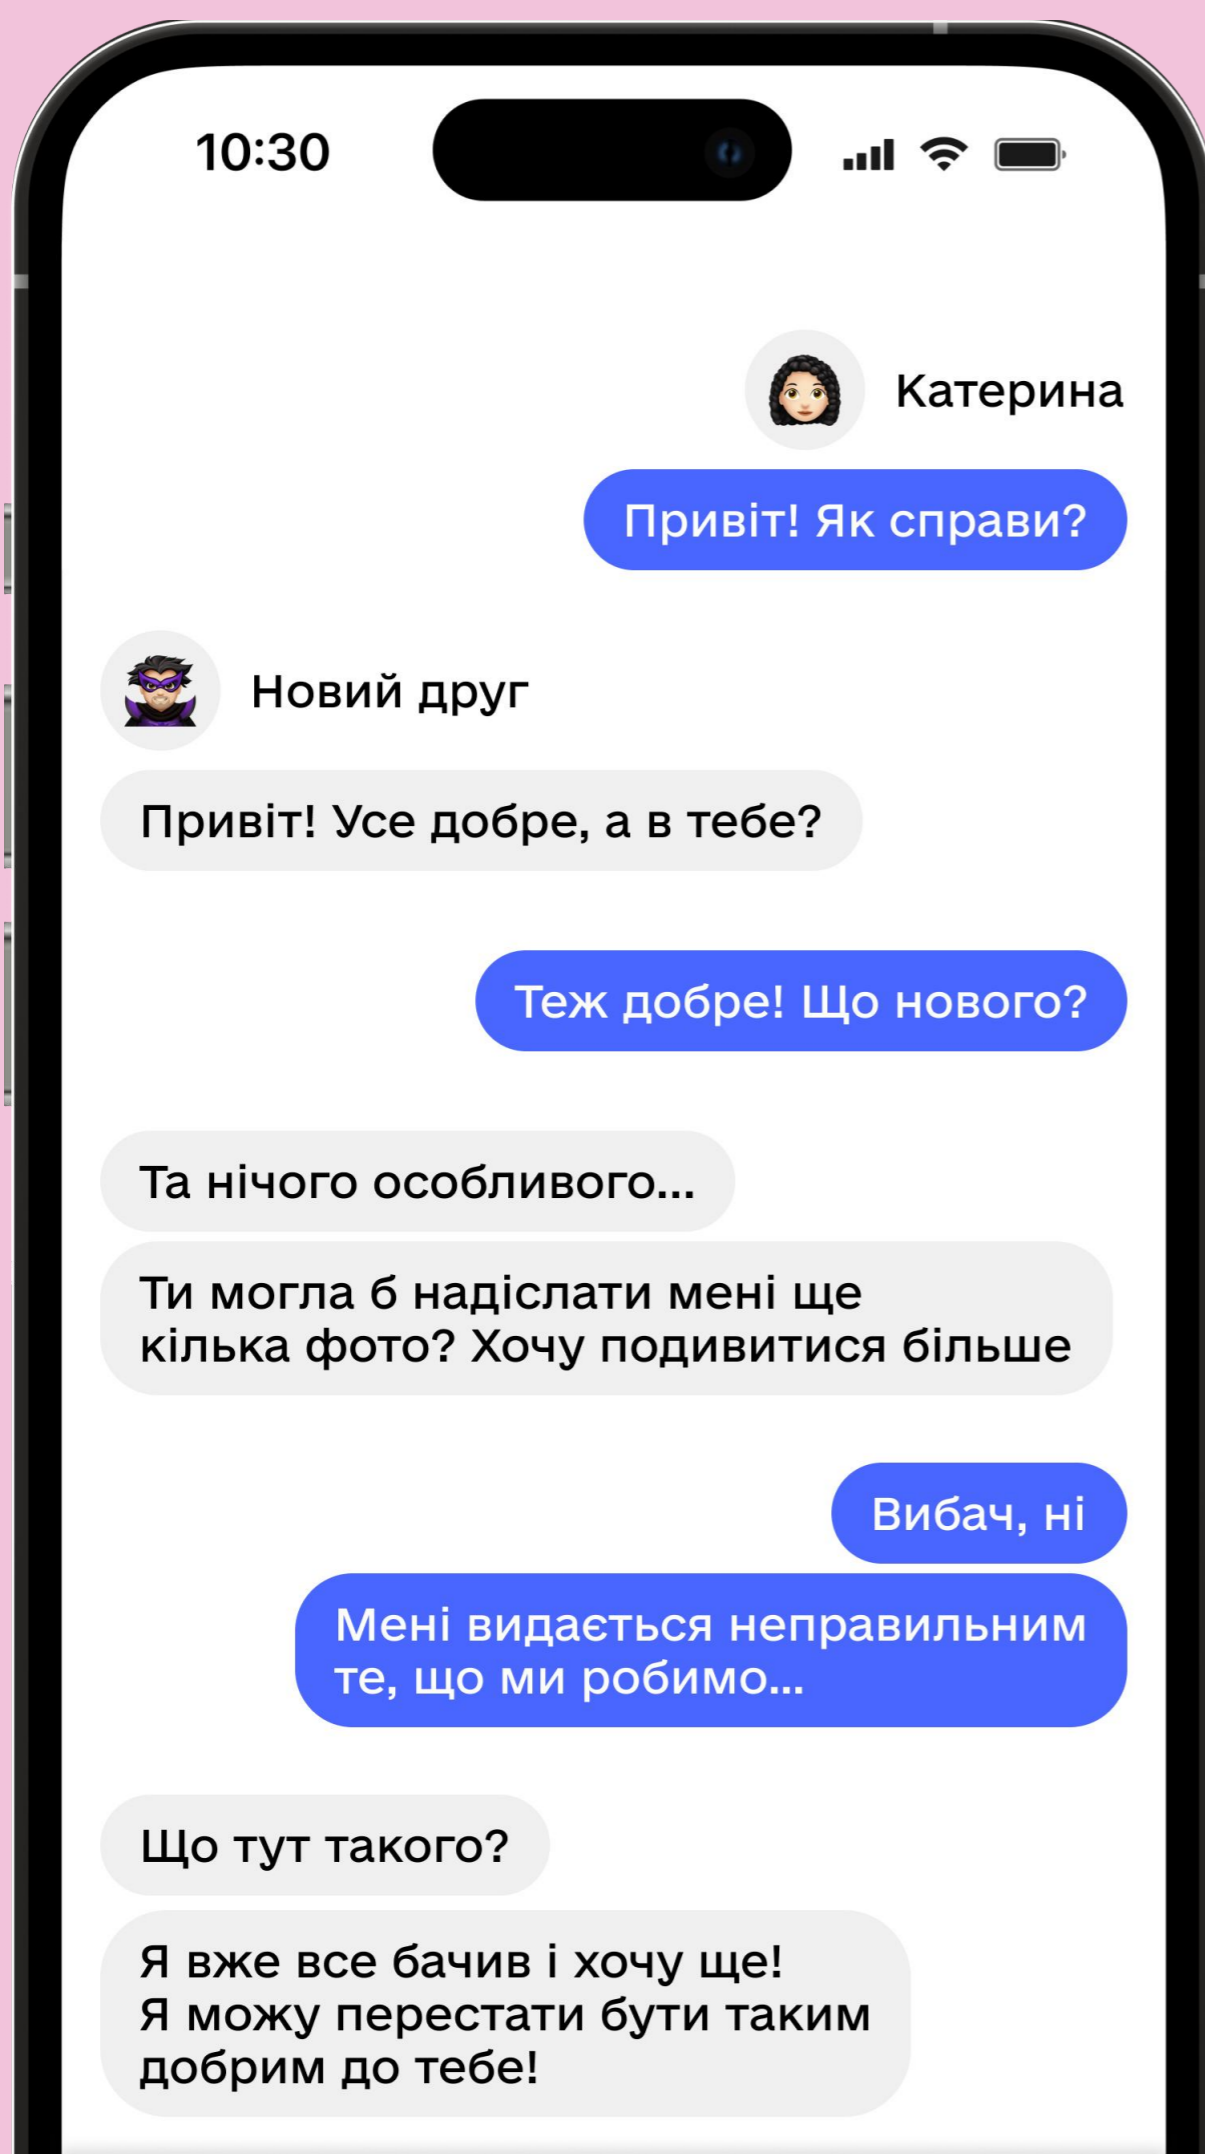 10:30
Катерина
Привіт! Як справи?
Новий друг
Привіт! Усе добре, а в тебе?
Теж добре! Що нового?
Та нічого особливого...
Ти могла б надіслати мені ще
кілька фото? Хочу подивитися більше
Вибач, ні
Мені видається неправильним
те, що ми робимо...
Що тут такого?
Я вже все бачив і хочу ще!
Я можу перестати бути таким
добрим до тебе!